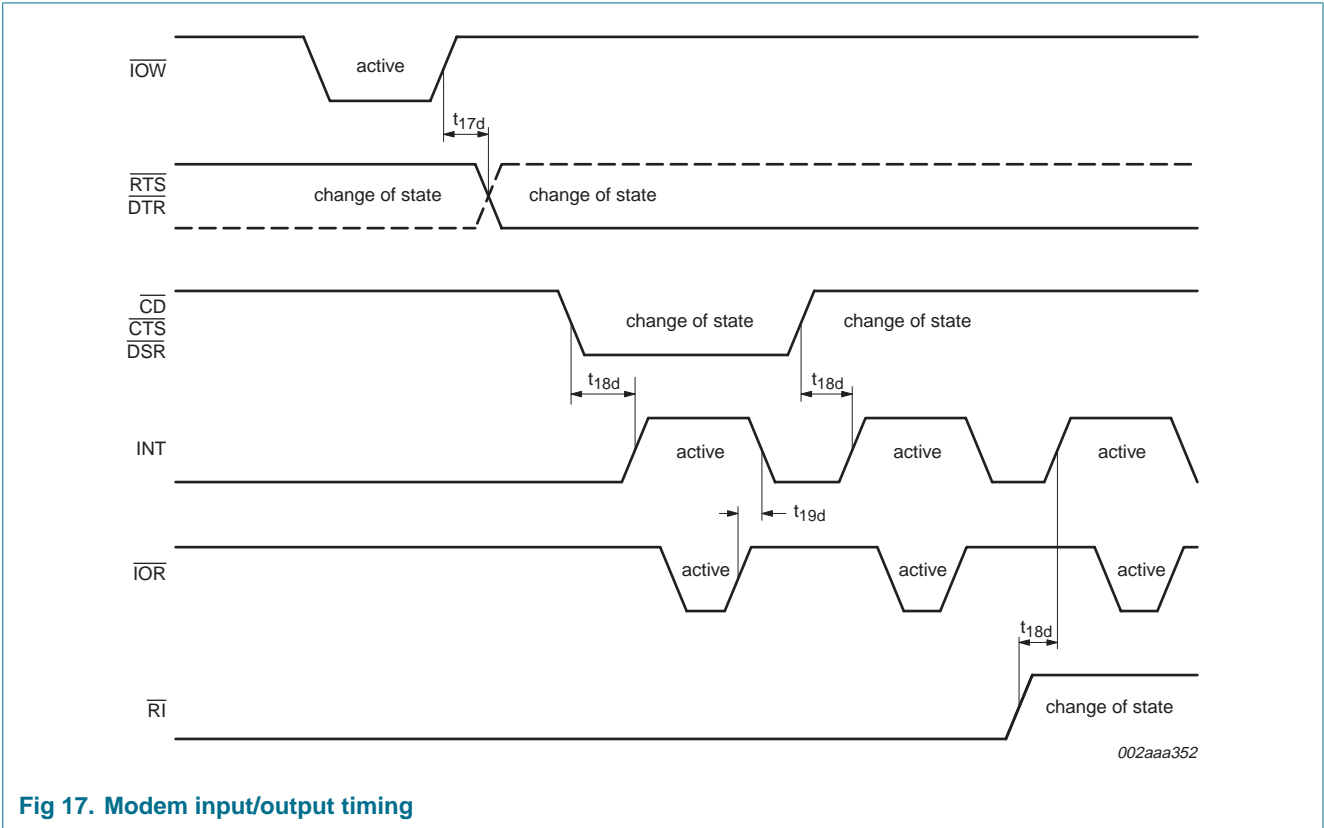 IOW
active
t17d
RTS
DTR
change of state
change of state
CD
CTS
DSR
change of state
change of state
t18d
t18d
INT
active
active
active
t19d
IOR
active
active
active
t18d
RI
change of state
002aaa352
Fig 17. Modem input/output timing